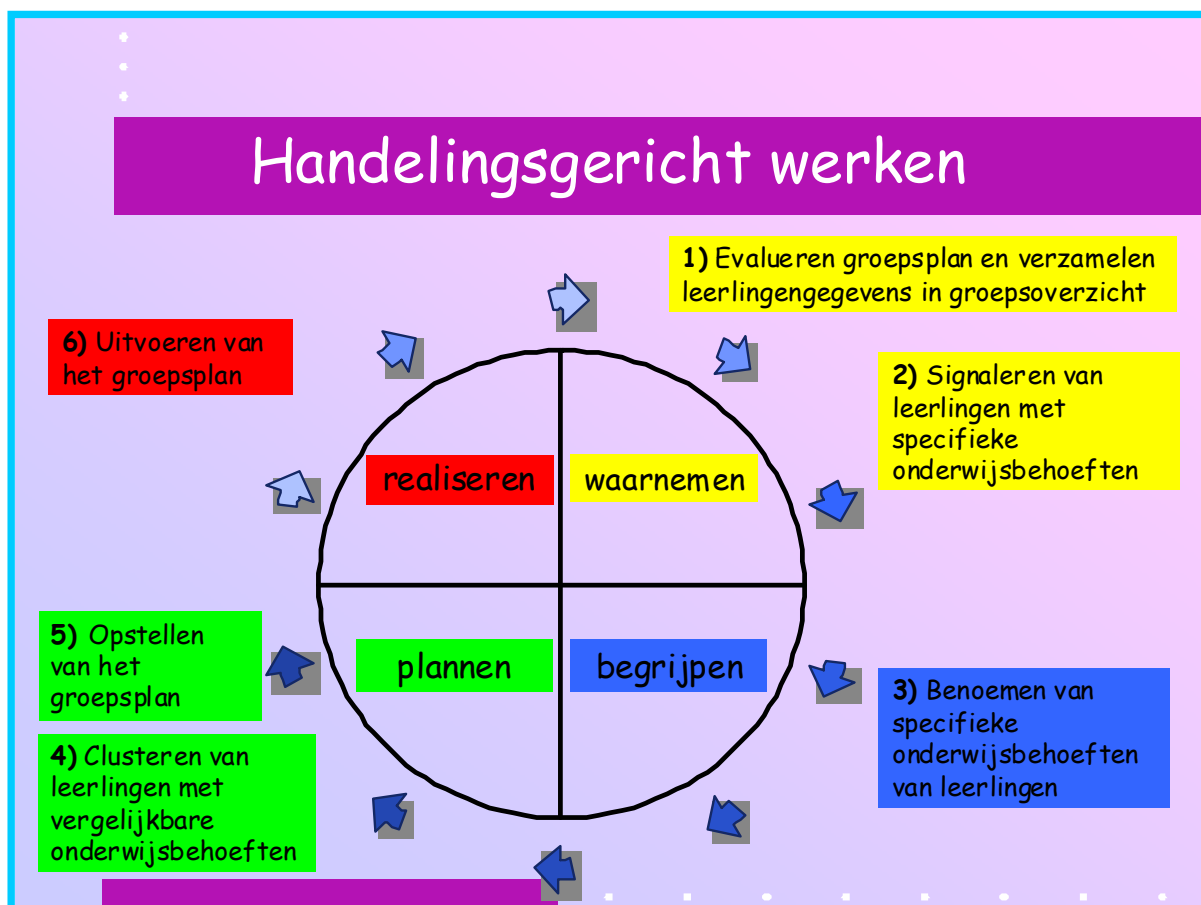 Handelingsgericht werken
1) Evalueren groepsplan en verzamelen
leerlingengegevens in groepsoverzicht
2) Signaleren van
leerlingen met
specifieke
onderwijsbehoeften
3) Benoemen van
specifieke
onderwijsbehoeften
van leerlingen
4) Clusteren van
leerlingen met
vergelijkbare
onderwijsbehoeften
5) Opstellen
van het
groepsplan
6) Uitvoeren van
het groepsplan
realiseren
waarnemen
plannen
begrijpen